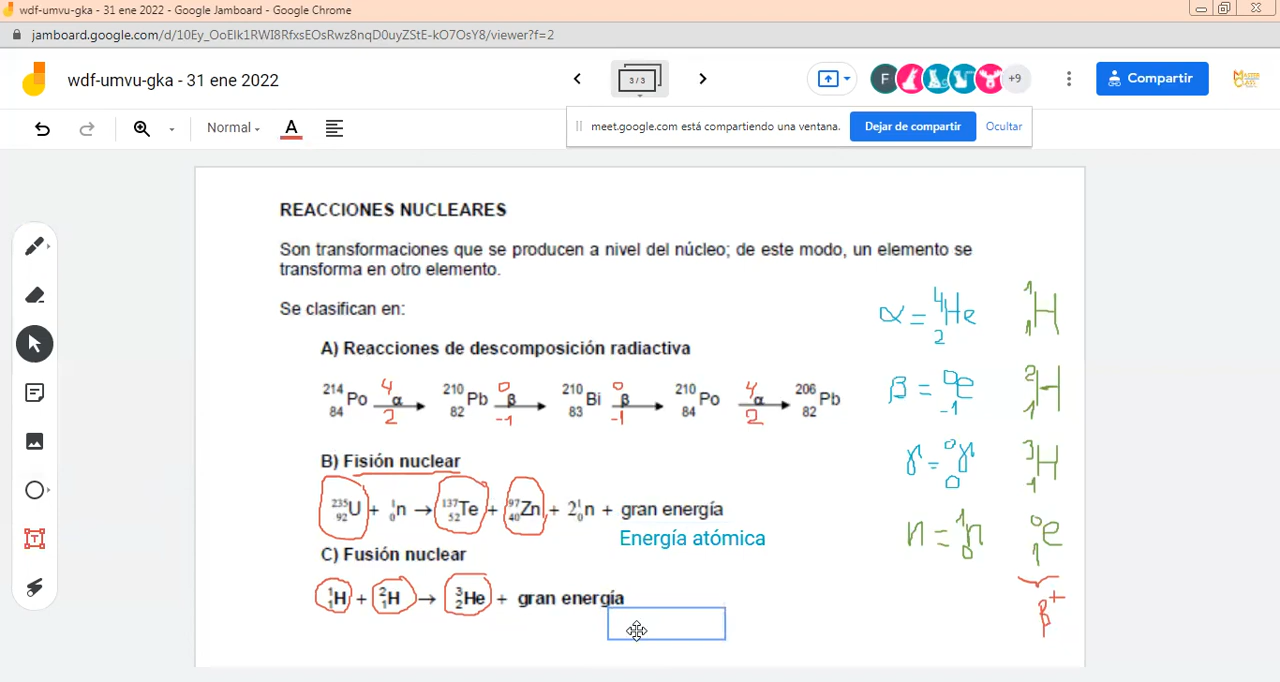 wdf-umvu-gka - 31 ene 2022 - Google Jamboard - Google Chrome
jamboard.google.com/d/10Ey_OoEIk1RWI8RfxsEOsRwz8nqD0uyZStE-kO7OsY8/viewer?f=2
wdf-umvu-gka - 31 ene 2022
3 / 3
F
+9
Compartir
Normal
A
meet.google.com está compartiendo una ventana.
Dejar de compartir
Ocultar
REACCIONES NUCLEARES
Son transformaciones que se producen a nivel del núcleo; de este modo, un elemento se
transforma en otro elemento.
Se clasifican en:
A) Reacciones de descomposición radiactiva
214 84 Po 4 α 2 → 210 82 Pb 0 β -1 → 210 83 Bi 0 β -1 → 210 84 Po 4 α 2 → 206 82 Pb
B) Fisión nuclear
235 92 U + 1 0 n → 137 52 Te + 97 40 Zn + 2 1 0 n + gran energía
Energía atómica
C) Fusión nuclear
1 1 H + 2 1 H → 3 2 He + gran energía
α = 4 2 He
β = 0 -1 e
γ = 0 0 γ
n = 1 0 n
1 1 H
2 1 H
3 1 H
0 1 e
β+